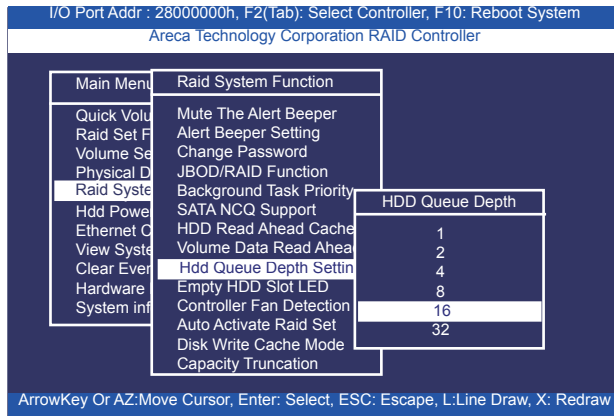 I/O Port Addr : 28000000h, F2(Tab): Select Controller, F10: Reboot System
Areca Technology Corporation RAID Controller
Main Menu
Quick Volu
Raid Set F
Volume Se
Physical D
Raid Syste
Hdd Powe
Ethernet C
View Syste
Clear Even
Hardware
System inf
Raid System Function
Mute The Alert Beeper
Alert Beeper Setting
Change Password
JBOD/RAID Function
Background Task Priority
SATA NCQ Support
HDD Read Ahead Cache
Volume Data Read Ahea
Hdd Queue Depth Settin
Empty HDD Slot LED
Controller Fan Detection
Auto Activate Raid Set
Disk Write Cache Mode
Capacity Truncation
HDD Queue Depth
1
2
4
8
16
32
ArrowKey Or AZ:Move Cursor, Enter: Select, ESC: Escape, L:Line Draw, X: Redraw